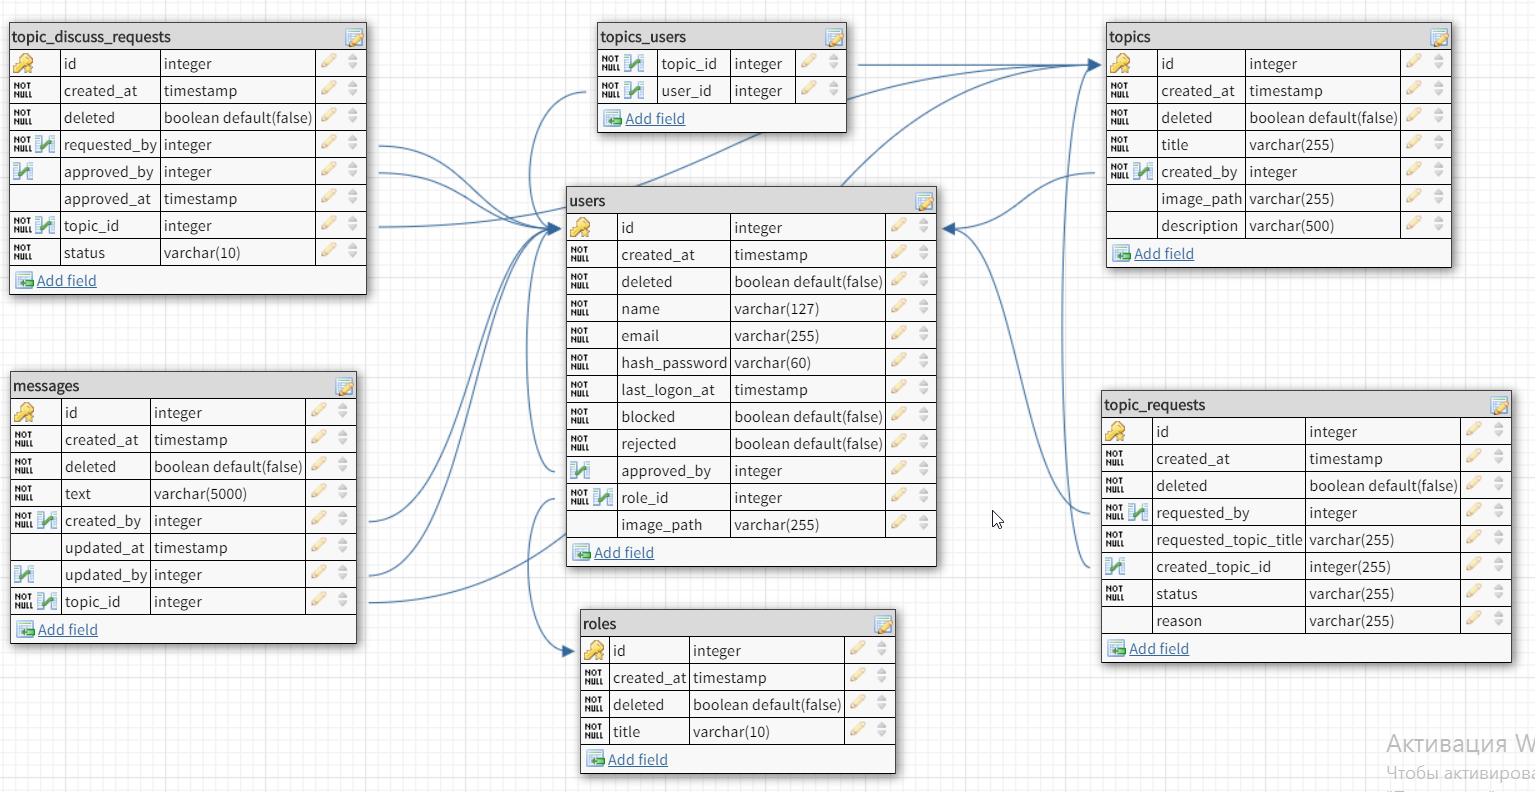 topic_discuss_requests
id integer
NOT NULL created_at timestamp
NOT NULL deleted boolean default(false)
NOT NULL requested_by integer
approved_by integer
approved_at timestamp
NOT NULL topic_id integer
NOT NULL status varchar(10)
Add field
topics_users
NOT NULL topic_id integer
NOT NULL user_id integer
Add field
topics
id integer
NOT NULL created_at timestamp
NOT NULL deleted boolean default(false)
NOT NULL title varchar(255)
NOT NULL created_by integer
image_path varchar(255)
description varchar(500)
Add field
users
id integer
NOT NULL created_at timestamp
NOT NULL deleted boolean default(false)
NOT NULL name varchar(127)
NOT NULL email varchar(255)
NOT NULL hash_password varchar(60)
NOT NULL last_logon_at timestamp
NOT NULL blocked boolean default(false)
NOT NULL rejected boolean default(false)
approved_by integer
NOT NULL role_id integer
image_path varchar(255)
Add field
messages
id integer
NOT NULL created_at timestamp
NOT NULL deleted boolean default(false)
NOT NULL text varchar(5000)
NOT NULL created_by integer
updated_at timestamp
updated_by integer
NOT NULL topic_id integer
Add field
topic_requests
id integer
NOT NULL created_at timestamp
NOT NULL deleted boolean default(false)
NOT NULL requested_by integer
NOT NULL requested_topic_title varchar(255)
created_topic_id integer(255)
NOT NULL status varchar(255)
reason varchar(255)
Add field
roles
id integer
NOT NULL created_at timestamp
NOT NULL deleted boolean default(false)
NOT NULL title varchar(10)
Add field
Активация W
Чтобы активирова